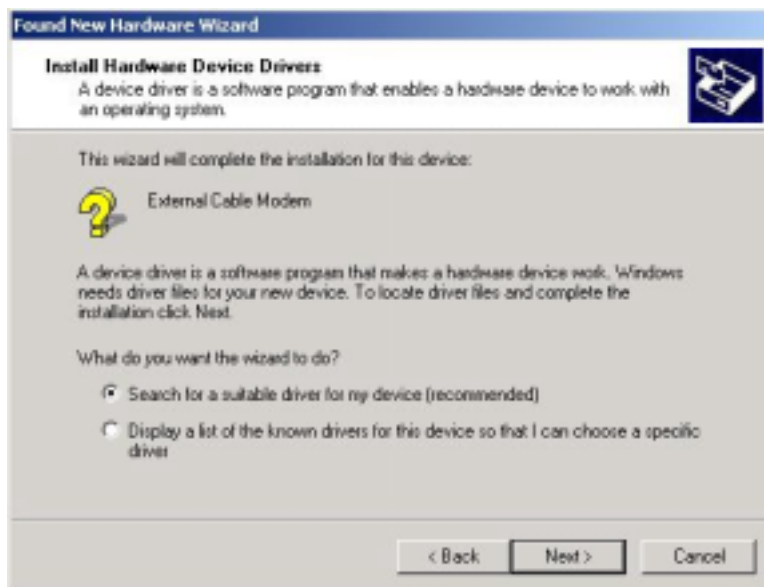 Found New Hardware Wizard
Install Hardware Device Drivers
A device driver is a software program that enables a hardware device to work with
an operating system.
This wizard will complete the installation for this device:
External Cable Modem
A device driver is a software program that makes a hardware device work. Windows
needs driver files for your new device. To locate driver files and complete the
installation click Next.
What do you want the wizard to do?
Search for a suitable driver for my device (recommended)
Display a list of the known drivers for this device so that I can choose a specific
driver
< Back
Next >
Cancel